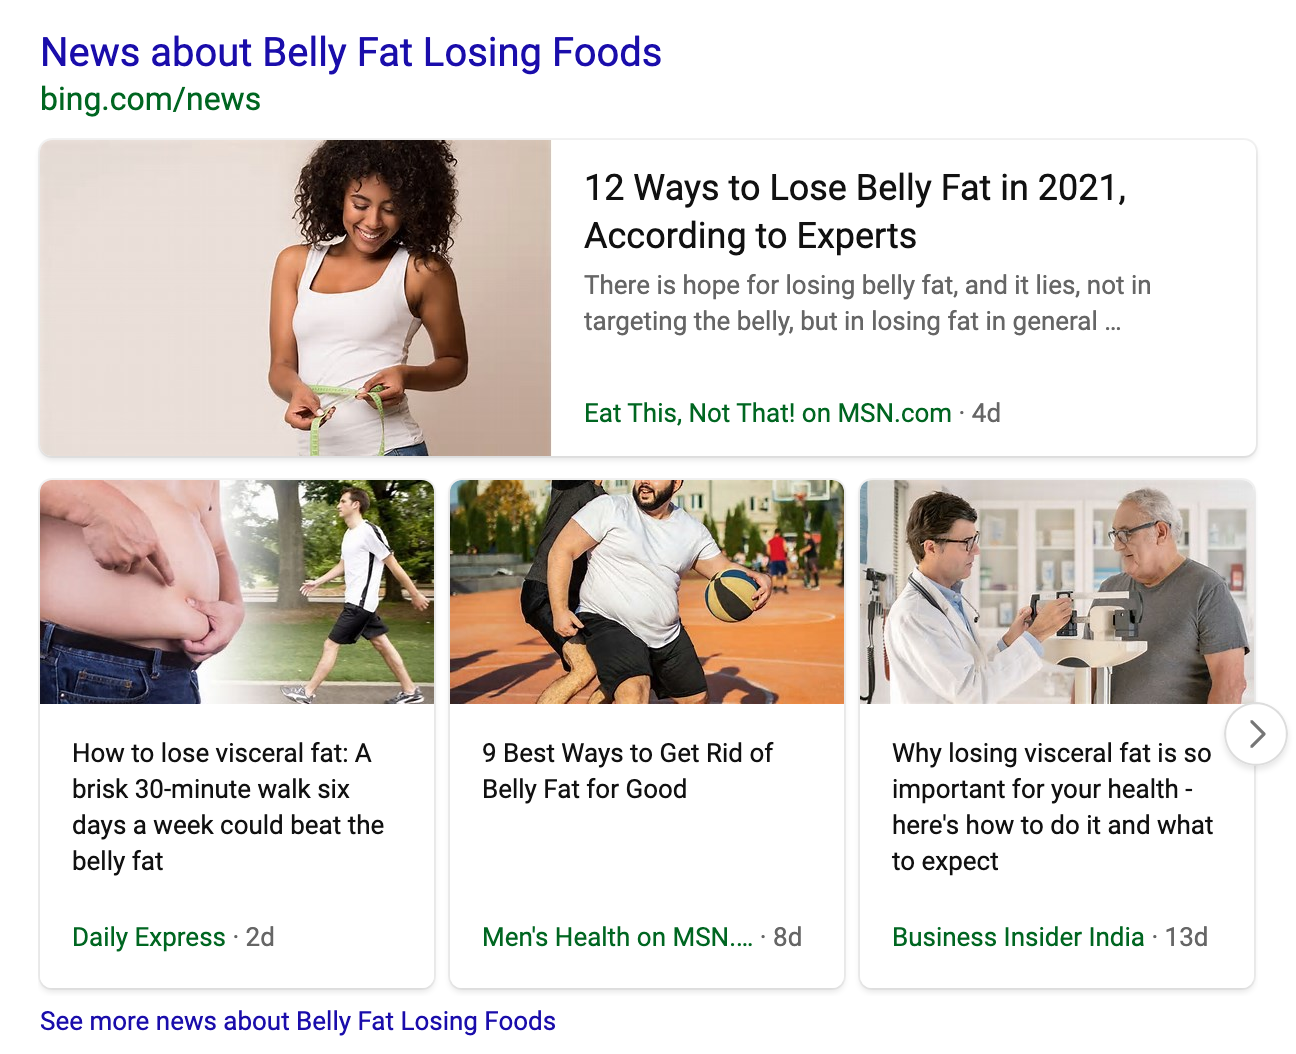 News about Belly Fat Losing Foods
bing.com/news
12 Ways to Lose Belly Fat in 2021,
According to Experts
There is hope for losing belly fat, and it lies, not in
targeting the belly, but in losing fat in general ...
Eat This, Not That! on MSN.com · 4d
How to lose visceral fat: A
brisk 30-minute walk six
days a week could beat the
belly fat
Daily Express · 2d
9 Best Ways to Get Rid of
Belly Fat for Good
Men's Health on MSN.... · 8d
Why losing visceral fat is so
important for your health -
here's how to do it and what
to expect
Business Insider India · 13d
See more news about Belly Fat Losing Foods